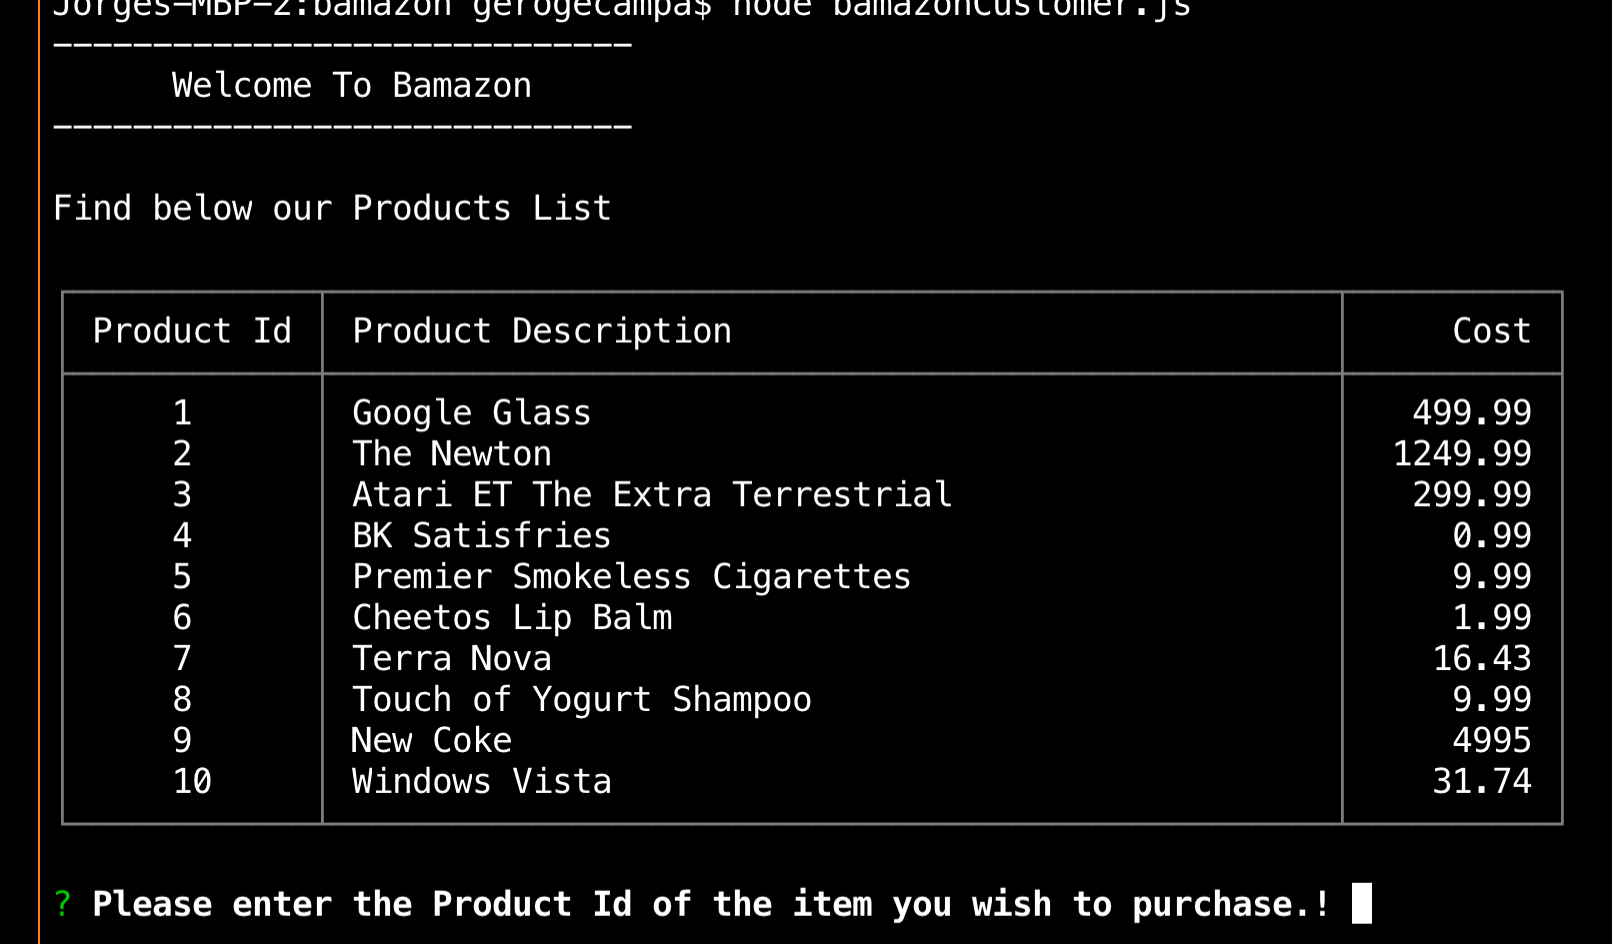 Jorges-MBP-2:bamazon gerogecampa$ node bamazonCustomer.js
-----------------------------
Welcome To Bamazon
-----------------------------
Find below our Products List
Product Id Product Description Cost
1 Google Glass 499.99
2 The Newton 1249.99
3 Atari ET The Extra Terrestrial 299.99
4 BK Satisfries 0.99
5 Premier Smokeless Cigarettes 9.99
6 Cheetos Lip Balm 1.99
7 Terra Nova 16.43
8 Touch of Yogurt Shampoo 9.99
9 New Coke 4995
10 Windows Vista 31.74
? Please enter the Product Id of the item you wish to purchase.!